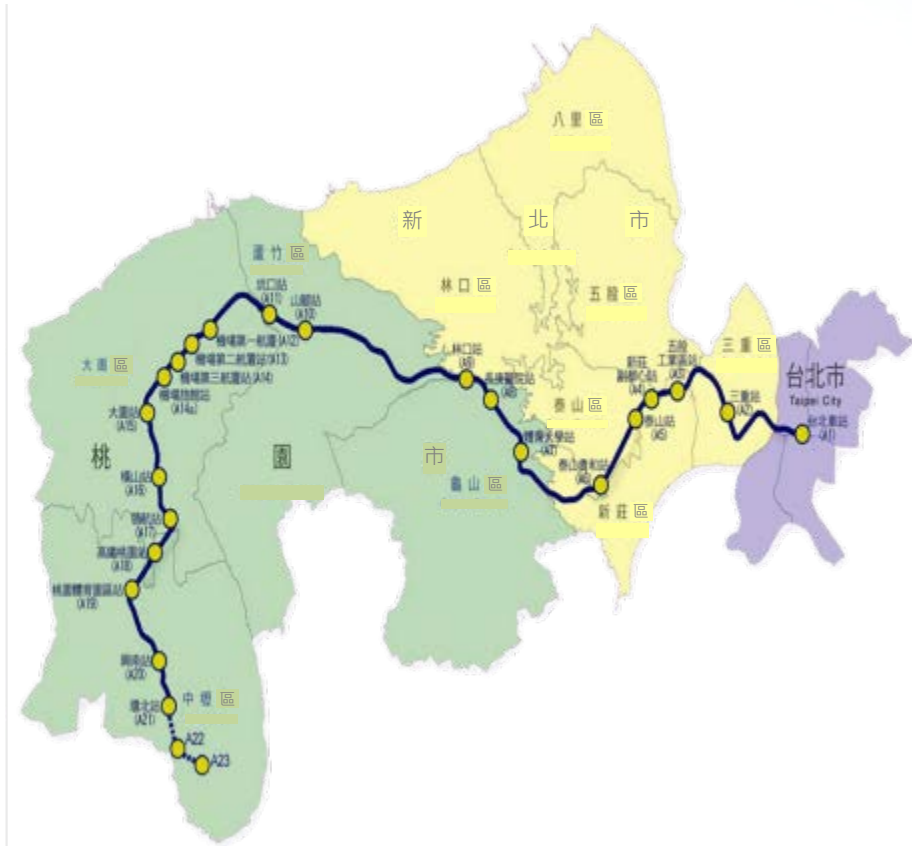 八里區
新北市
蘆竹區
坑口站
(A11)
山鼻站
(A10)
林口區
五股區
三重區
台北市
Taipei City
機場第一航廈(A12)
機場第二航廈站(A13)
機場第三航廈站(A14)
機場旅館站
(A14a)
大園區
大園站
(A15)
林口站
(A9)
長庚醫院站
(A8)
五股
工業區站
(A3)
新莊
副都心站
(A4)
泰山區
泰山站
(A5)
三重站
(A2)
台北車站
(A1)
體育大學站
(A7)
泰山貴和站
(A6)
桃園市
龜山區
新莊區
橫山站
(A16)
領航站
(A17)
高鐵桃園站
(A18)
桃園體育園區站
(A19)
興南站
(A20)
中壢區
環北站
(A21)
A22
A23